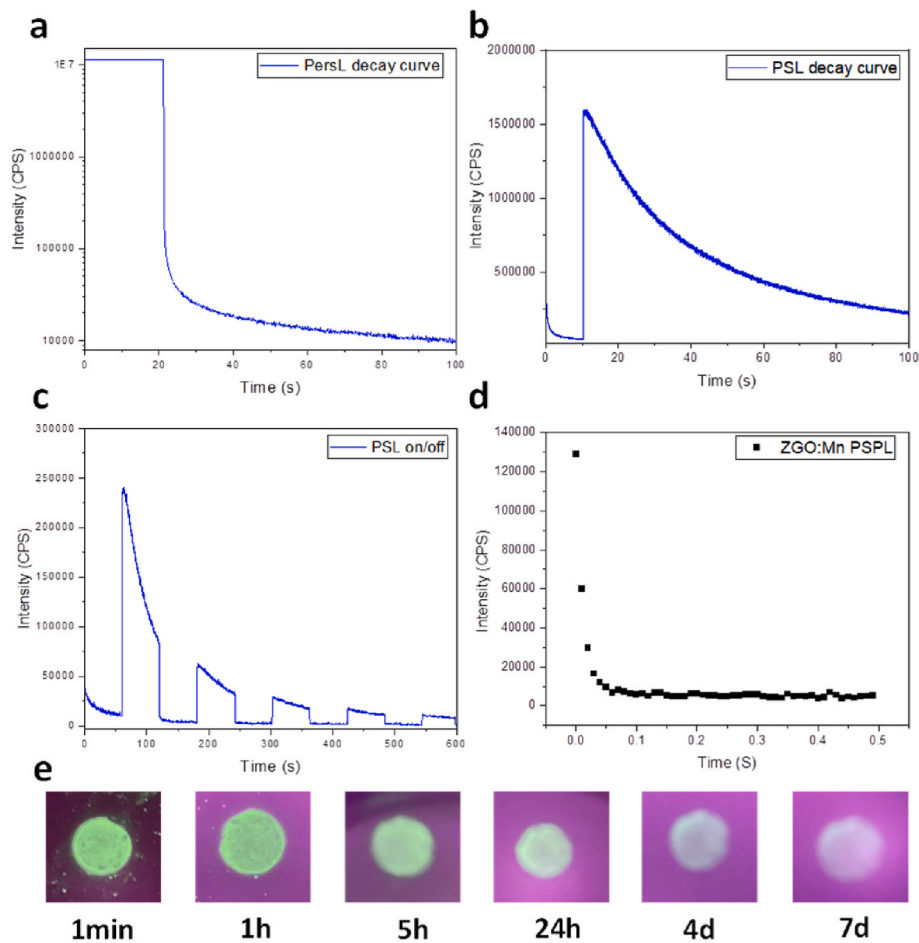 a
PersL decay curve
1E7
1000000
100000
10000
Intensity (CPS)
0 20 40 60 80 100
Time (s)
b
PSL decay curve
2000000
1500000
1000000
500000
Intensity (CPS)
0 20 40 60 80 100
Time (s)
c
PSL on/off
300000
250000
200000
150000
100000
50000
0
Intensity (CPS)
0 100 200 300 400 500 600
Time (s)
d
ZGO:Mn PSPL
140000
120000
100000
80000
60000
40000
20000
0
Intensity (CPS)
0.0 0.1 0.2 0.3 0.4 0.5
Time (S)
e
1min 1h 5h 24h 4d 7d